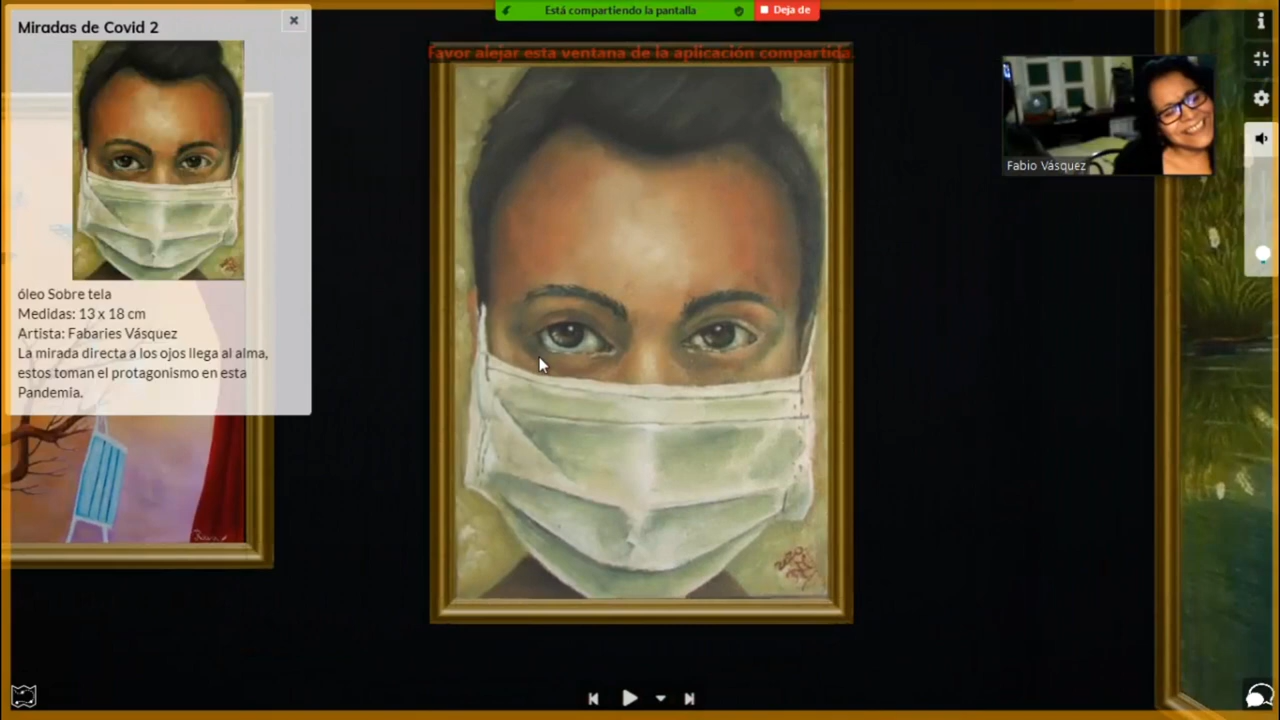 Miradas de Covid 2
óleo Sobre tela
Medidas: 13 x 18 cm
Artista: Fabaries Vásquez
La mirada directa a los ojos llega al alma,
estos toman el protagonismo en esta
Pandemia.
Está compartiendo la pantalla
Deja de
Favor alejar esta ventana de la aplicación compartida.
Fabio Vásquez